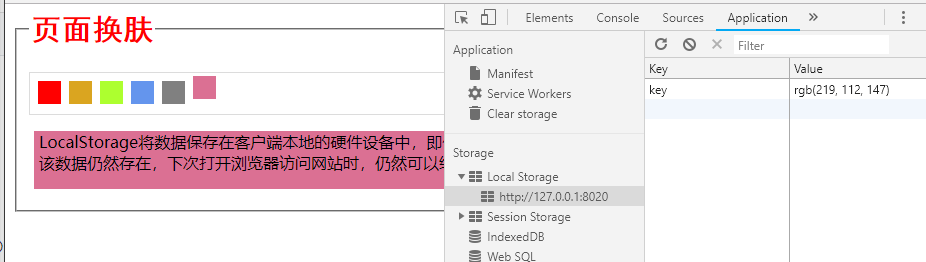 页面换肤
LocalStorage将数据保存在客户端本地的硬件设备中，即
该数据仍然存在，下次打开浏览器访问网站时，仍然可以
Elements Console Sources Application
Application
Manifest
Service Workers
Clear storage
Storage
Local Storage
http://127.0.0.1:8020
Session Storage
IndexedDB
Web SQL
Filter
Key Value
key rgb(219, 112, 147)